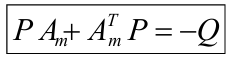 $P A_m + A_m^T P = -Q$